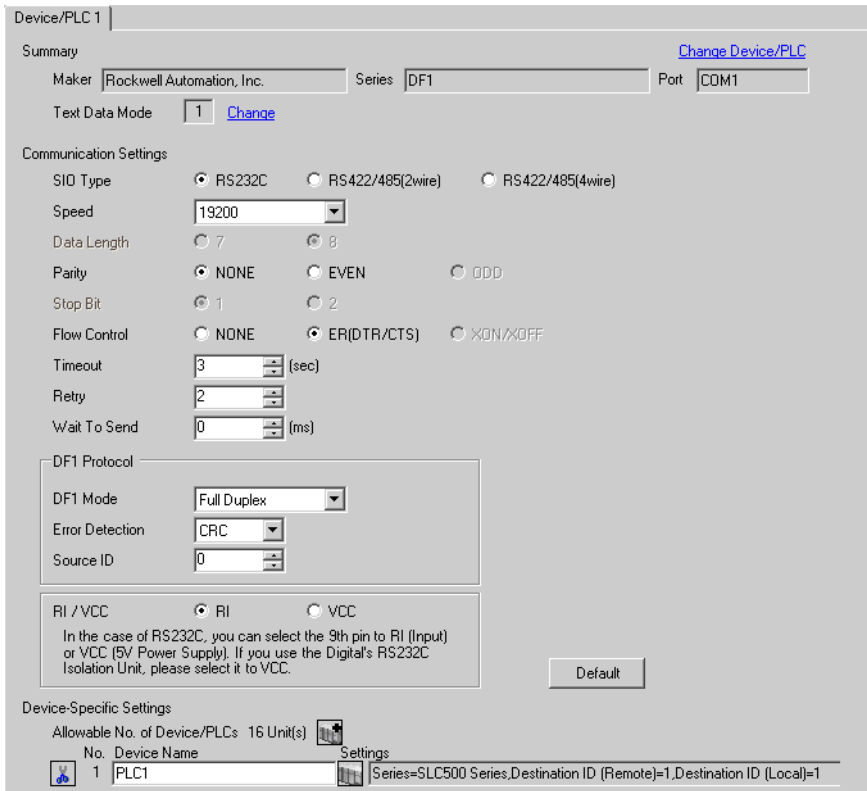 Device/PLC 1
Summary Change Device/PLC
Maker Rockwell Automation, Inc. Series DF1 Port COM1
Text Data Mode 1 Change
Communication Settings
SIO Type RS232C RS422/485(2wire) RS422/485(4wire)
Speed 19200
Data Length 7 8
Parity NONE EVEN ODD
Stop Bit 1 2
Flow Control NONE ER(DTR/CTS) XON/XOFF
Timeout 3 (sec)
Retry 2
Wait To Send 0 (ms)
DF1 Protocol
DF1 Mode Full Duplex
Error Detection CRC
Source ID 0
RI / VCC RI VCC
In the case of RS232C, you can select the 9th pin to RI (Input)
or VCC (5V Power Supply). If you use the Digital's RS232C
Isolation Unit, please select it to VCC.
Default
Device-Specific Settings
Allowable No. of Device/PLCs 16 Unit(s)
No. Device Name Settings
1 PLC1 Series=SLC500 Series,Destination ID (Remote)=1,Destination ID (Local)=1